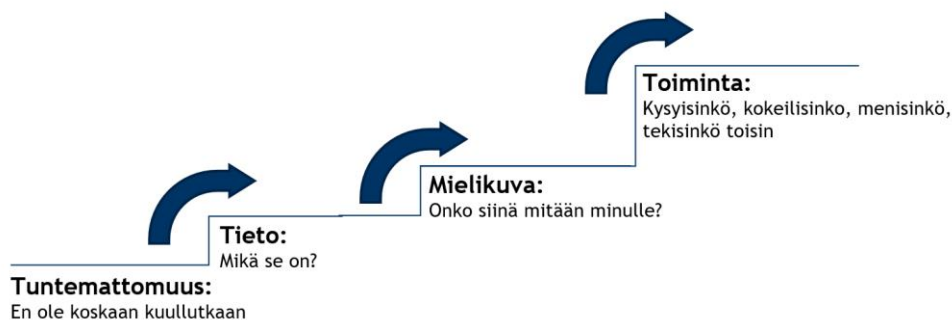 Toiminta:
Kysyisinkö, kokeilisinko, menisinkö,
tekisinkö toisin
Mielikuva:
Onko siinä mitään minulle?
Tieto:
Mikä se on?
Tuntemattomuus:
En ole koskaan kuullutkaan